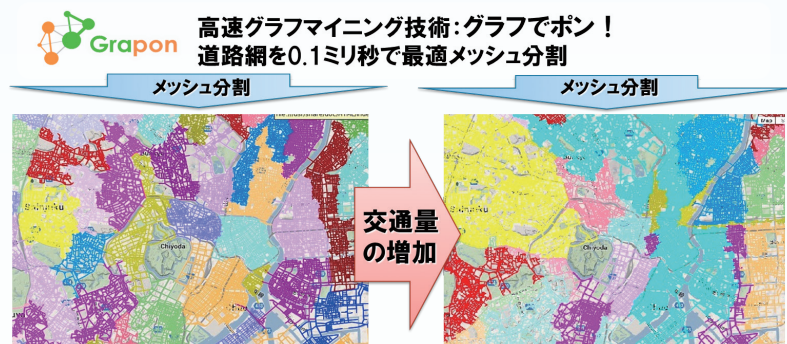 Grapon
高速グラフマイニング技術:グラフでポン!
道路網を0.1ミリ秒で最適メッシュ分割
メッシュ分割
メッシュ分割
交通量
の増加
Chiyoda
Chiyoda